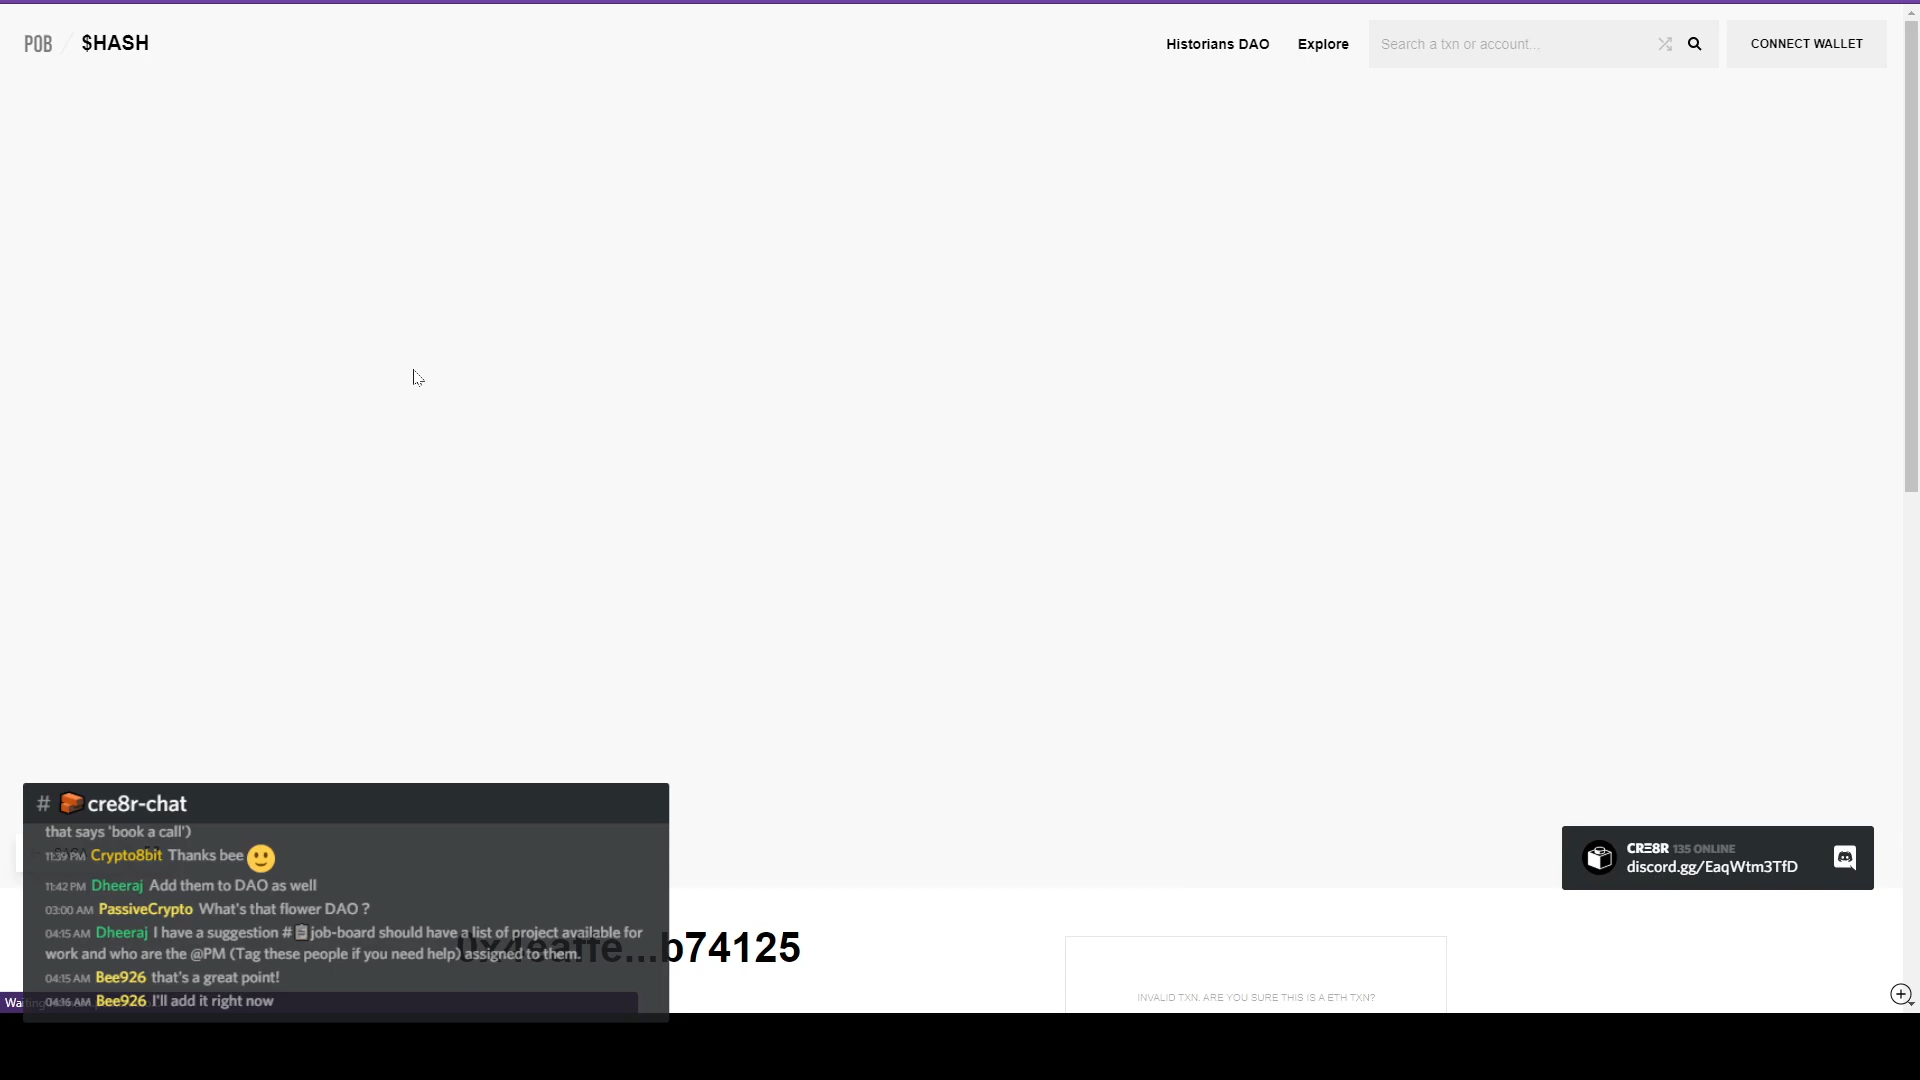 POB / $HASH
Historians DAO
Explore
Search a txn or account...
CONNECT WALLET
# cre8r-chat
that says 'book a call')
11:39 PM Crypto8bit Thanks bee
11:42 PM Dheeraj Add them to DAO as well
03:00 AM PassiveCrypto What's that flower DAO ?
04:15 AM Dheeraj I have a suggestion # job-board should have a list of project available for
work and who are the @PM (Tag these people if you need help) assigned to them.
04:15 AM Bee926 that's a great point!
04:16 AM Bee926 I'll add it right now
CRΞ8R 135 ONLINE
discord.gg/EaqWtm3TfD
...b74125
INVALID TXN. ARE YOU SURE THIS IS A ETH TXN?